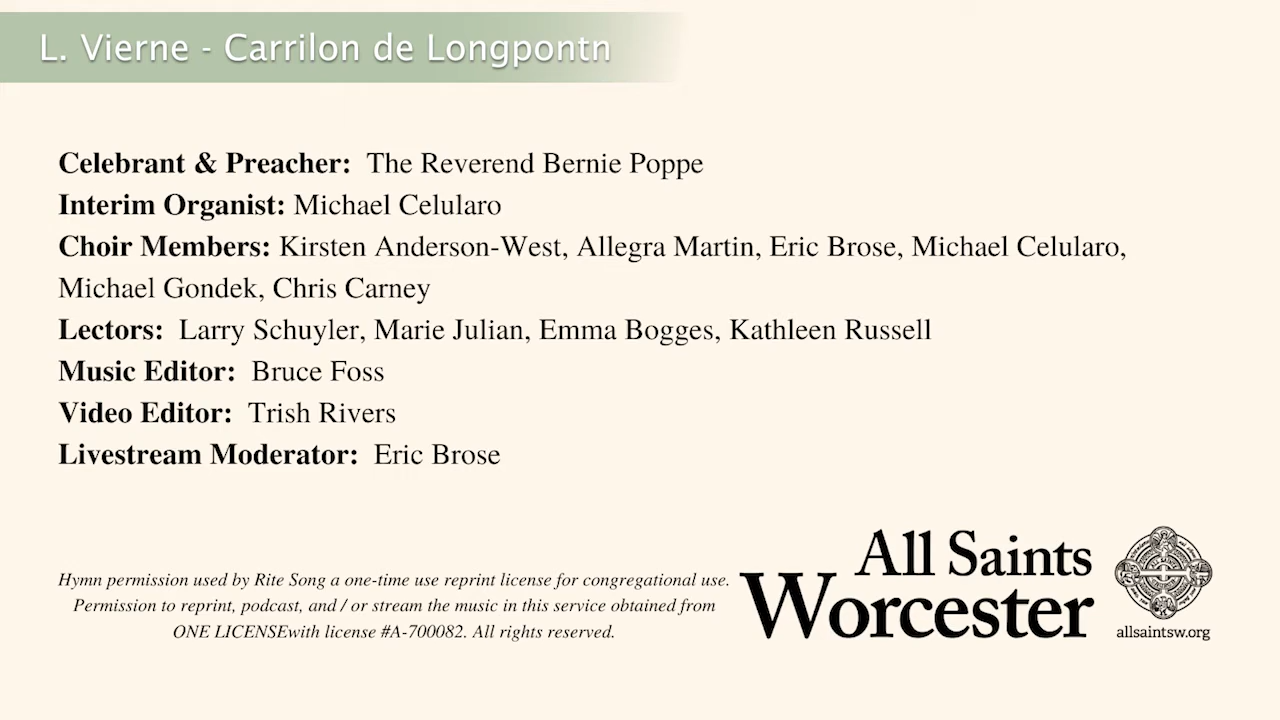 L. Vierne - Carrilon de Longpontn
Celebrant & Preacher: The Reverend Bernie Poppe
Interim Organist: Michael Celularo
Choir Members: Kirsten Anderson-West, Allegra Martin, Eric Brose, Michael Celularo,
Michael Gondek, Chris Carney
Lectors: Larry Schuyler, Marie Julian, Emma Bogges, Kathleen Russell
Music Editor: Bruce Foss
Video Editor: Trish Rivers
Livestream Moderator: Eric Brose
Hymn permission used by Rite Song a one-time use reprint license for congregational use.
Permission to reprint, podcast, and / or stream the music in this service obtained from
ONE LICENSEwith license #A-700082. All rights reserved.
All Saints
Worcester
allsaintsw.org